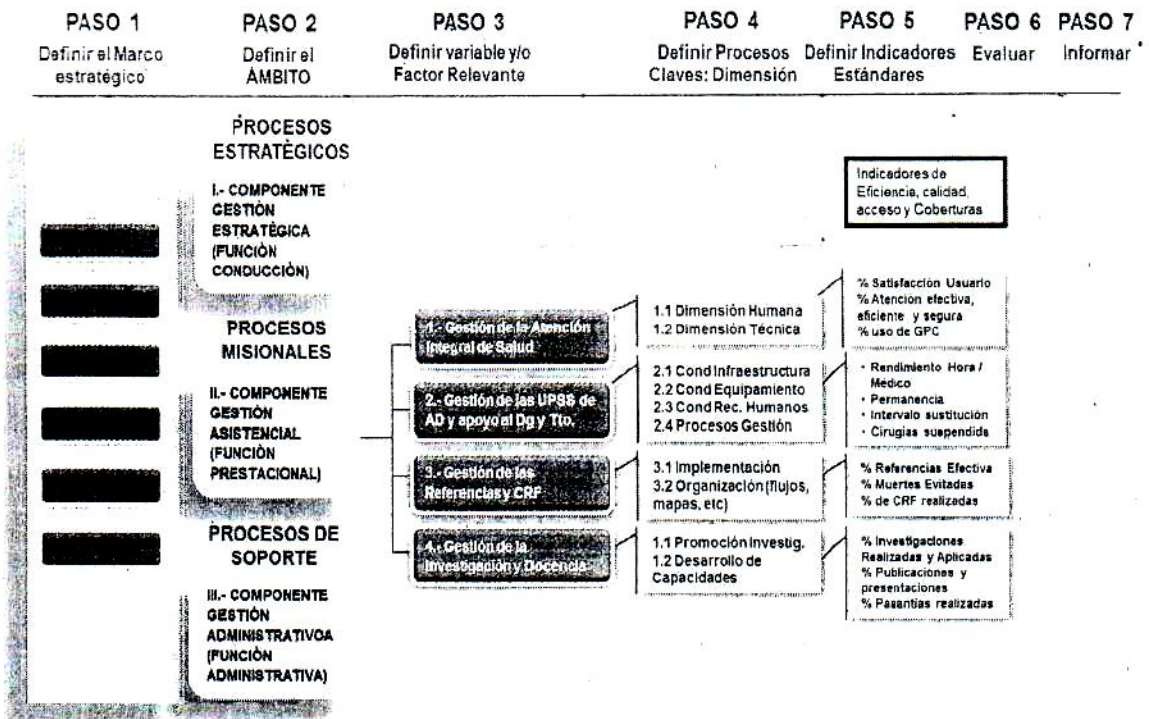 PASO 1
Definir el Marco
estratégico
PASO 2
Definir el
ÁMBITO
PASO 3
Definir variable y/o
Factor Relevante
PASO 4
Definir Procesos
Claves: Dimensión
PASO 5
Definir Indicadores
Estándares
PASO 6
Evaluar
PASO 7
Informar
PROCESOS
ESTRATÈGICOS
I.- COMPONENTE
GESTIÓN
ESTRATÈGICA
(FUNCIÓN
CONDUCCIÓN)
PROCESOS
MISIONALES
II.- COMPONENTE
GESTIÓN
ASISTENCIAL
(FUNCIÓN
PRESTACIONAL)
PROCESOS DE
SOPORTE
III.- COMPONENTE
GESTIÓN
ADMINISTRATIVOA
(FUNCIÓN
ADMINISTRATIVA)
1.- Gestión de la Atención
Integral de Salud
2.- Gestión de las UPSS de
AD y apoyo al Dg y Tto.
3.- Gestión de las
Referencias y CRF
4.- Gestión de la
Investigación y Docencia
1.1 Dimensión Humana
1.2 Dimensión Técnica
2.1 Cond Infraestructura
2.2 Cond Equipamiento
2.3 Cond Rec. Humanos
2.4 Procesos Gestión
3.1 Implementación
3.2 Organización (flujos,
mapas, etc)
1.1 Promoción Investig.
1.2 Desarrollo de
Capacidades
Indicadores de
Eficiencia, calidad,
acceso y Coberturas
% Satisfacción Usuario
% Atencion efectiva,
eficiente y segura
% uso de GPC
• Rendimiento Hora /
Médico
• Permanencia
• Intervalo sustitución
• Cirugias suspendida
% Referencias Efectiva
% Muertes Evitadas
% de CRF realizadas
% Investigaciones
Realizadas y Aplicadas
% Publicaciones y
presentaciones
% Pasantías realizadas